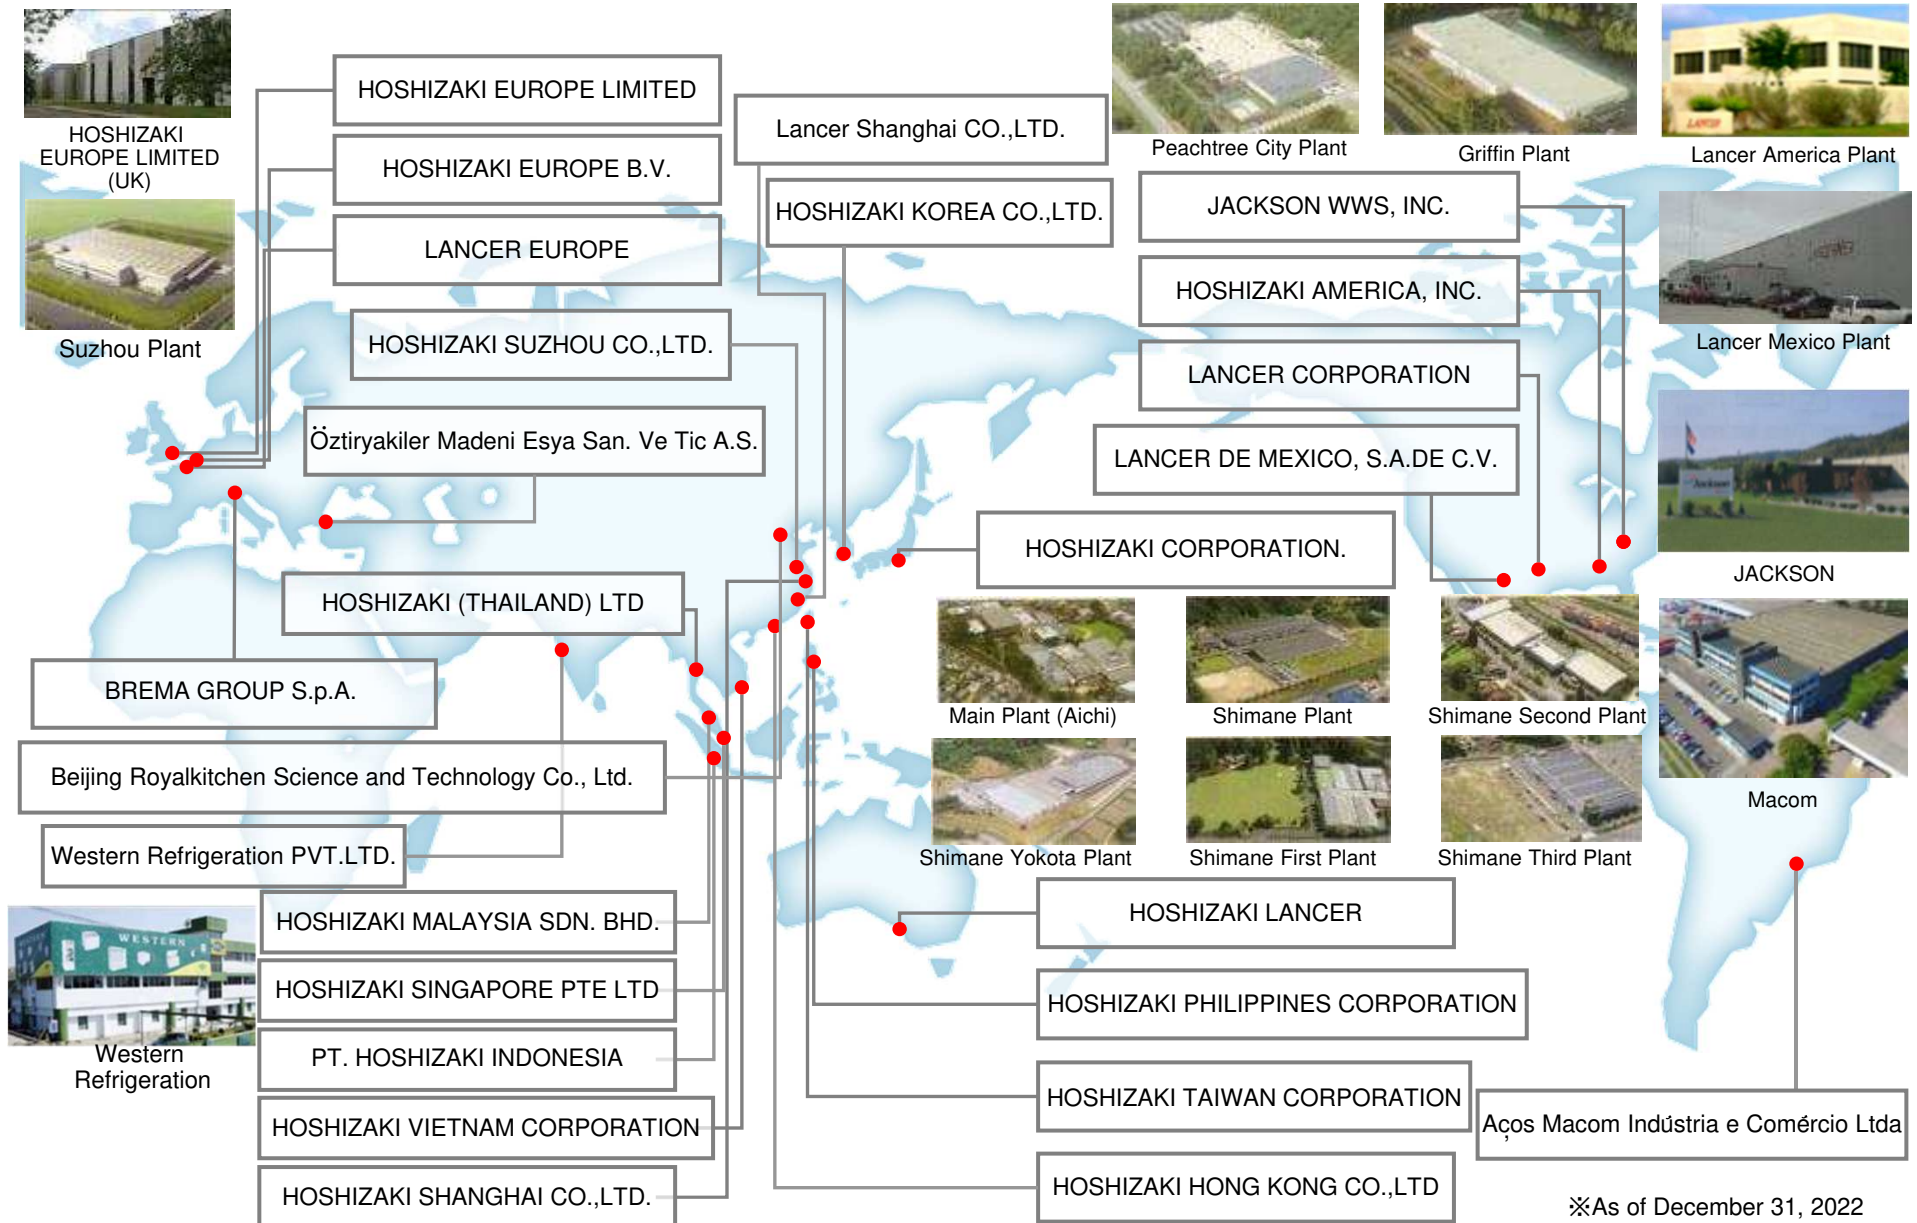 HOSHIZAKI
EUROPE LIMITED
(UK)
Suzhou Plant
HOSHIZAKI EUROPE LIMITED
HOSHIZAKI EUROPE B.V.
LANCER EUROPE
HOSHIZAKI SUZHOU CO.,LTD.
Öztiryakiler Madeni Esya San. Ve Tic A.S.
Lancer Shanghai CO.,LTD.
HOSHIZAKI KOREA CO.,LTD.
Peachtree City Plant
Griffin Plant
LANCER
Lancer America Plant
JACKSON WWS, INC.
HOSHIZAKI AMERICA, INC.
LANCER CORPORATION
LANCER DE MEXICO, S.A.DE C.V.
Lancer Mexico Plant
Jackson
JACKSON
HOSHIZAKI CORPORATION.
HOSHIZAKI (THAILAND) LTD
BREMA GROUP S.p.A.
Beijing Royalkitchen Science and Technology Co., Ltd.
Western Refrigeration PVT.LTD.
Main Plant (Aichi)
Shimane Plant
Shimane Second Plant
Shimane Yokota Plant
Shimane First Plant
Shimane Third Plant
Macom
WESTERN
Western
Refrigeration
HOSHIZAKI MALAYSIA SDN. BHD.
HOSHIZAKI SINGAPORE PTE LTD
PT. HOSHIZAKI INDONESIA
HOSHIZAKI VIETNAM CORPORATION
HOSHIZAKI SHANGHAI CO.,LTD.
HOSHIZAKI LANCER
HOSHIZAKI PHILIPPINES CORPORATION
HOSHIZAKI TAIWAN CORPORATION
HOSHIZAKI HONG KONG CO.,LTD
Aços Macom Indústria e Comércio Ltda
※As of December 31, 2022